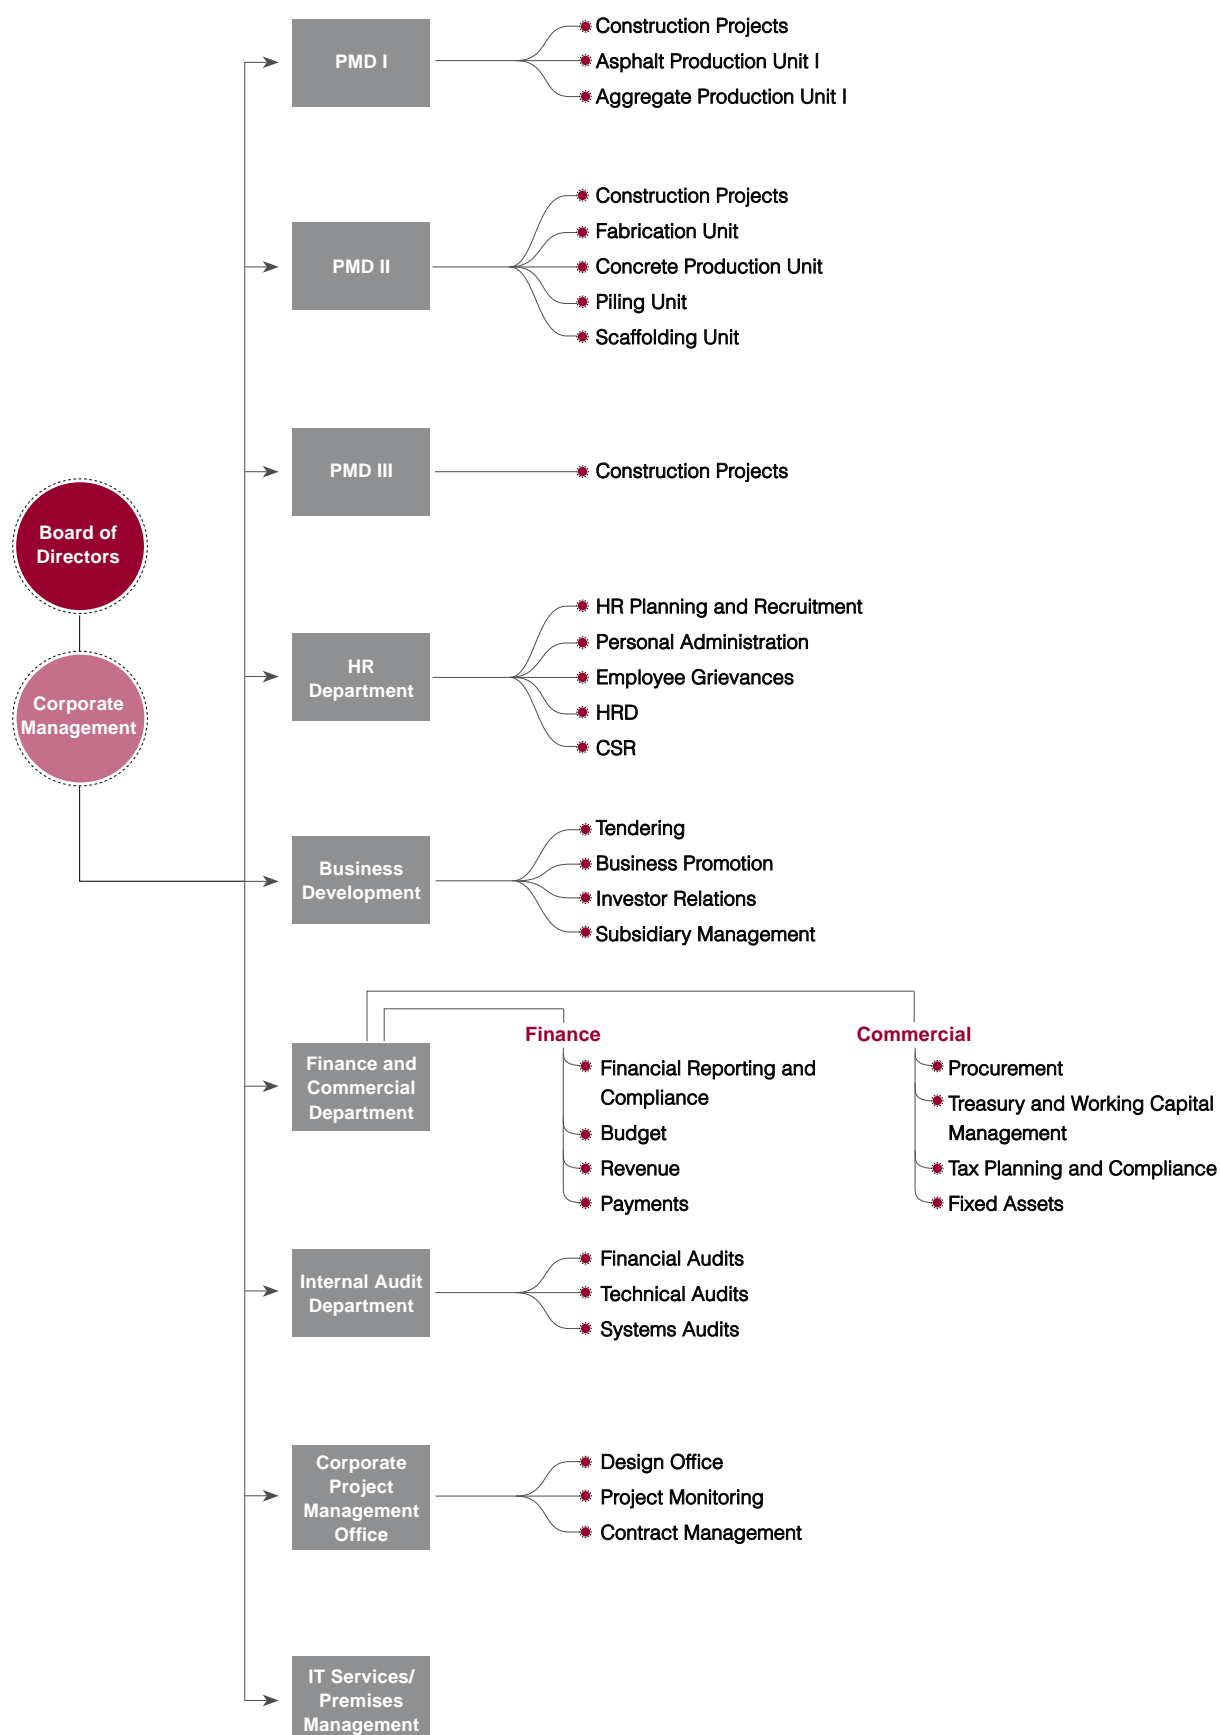 Board of
Directors
Corporate
Management
PMD I
Construction Projects
Asphalt Production Unit I
Aggregate Production Unit I
PMD II
Construction Projects
Fabrication Unit
Concrete Production Unit
Piling Unit
Scaffolding Unit
PMD III
Construction Projects
HR
Department
HR Planning and Recruitment
Personal Administration
Employee Grievances
HRD
CSR
Business
Development
Tendering
Business Promotion
Investor Relations
Subsidiary Management
Finance and
Commercial
Department
Finance
Financial Reporting and
Compliance
Budget
Revenue
Payments
Commercial
Procurement
Treasury and Working Capital
Management
Tax Planning and Compliance
Fixed Assets
Internal Audit
Department
Financial Audits
Technical Audits
Systems Audits
Corporate
Project
Management
Office
Design Office
Project Monitoring
Contract Management
IT Services/
Premises
Management